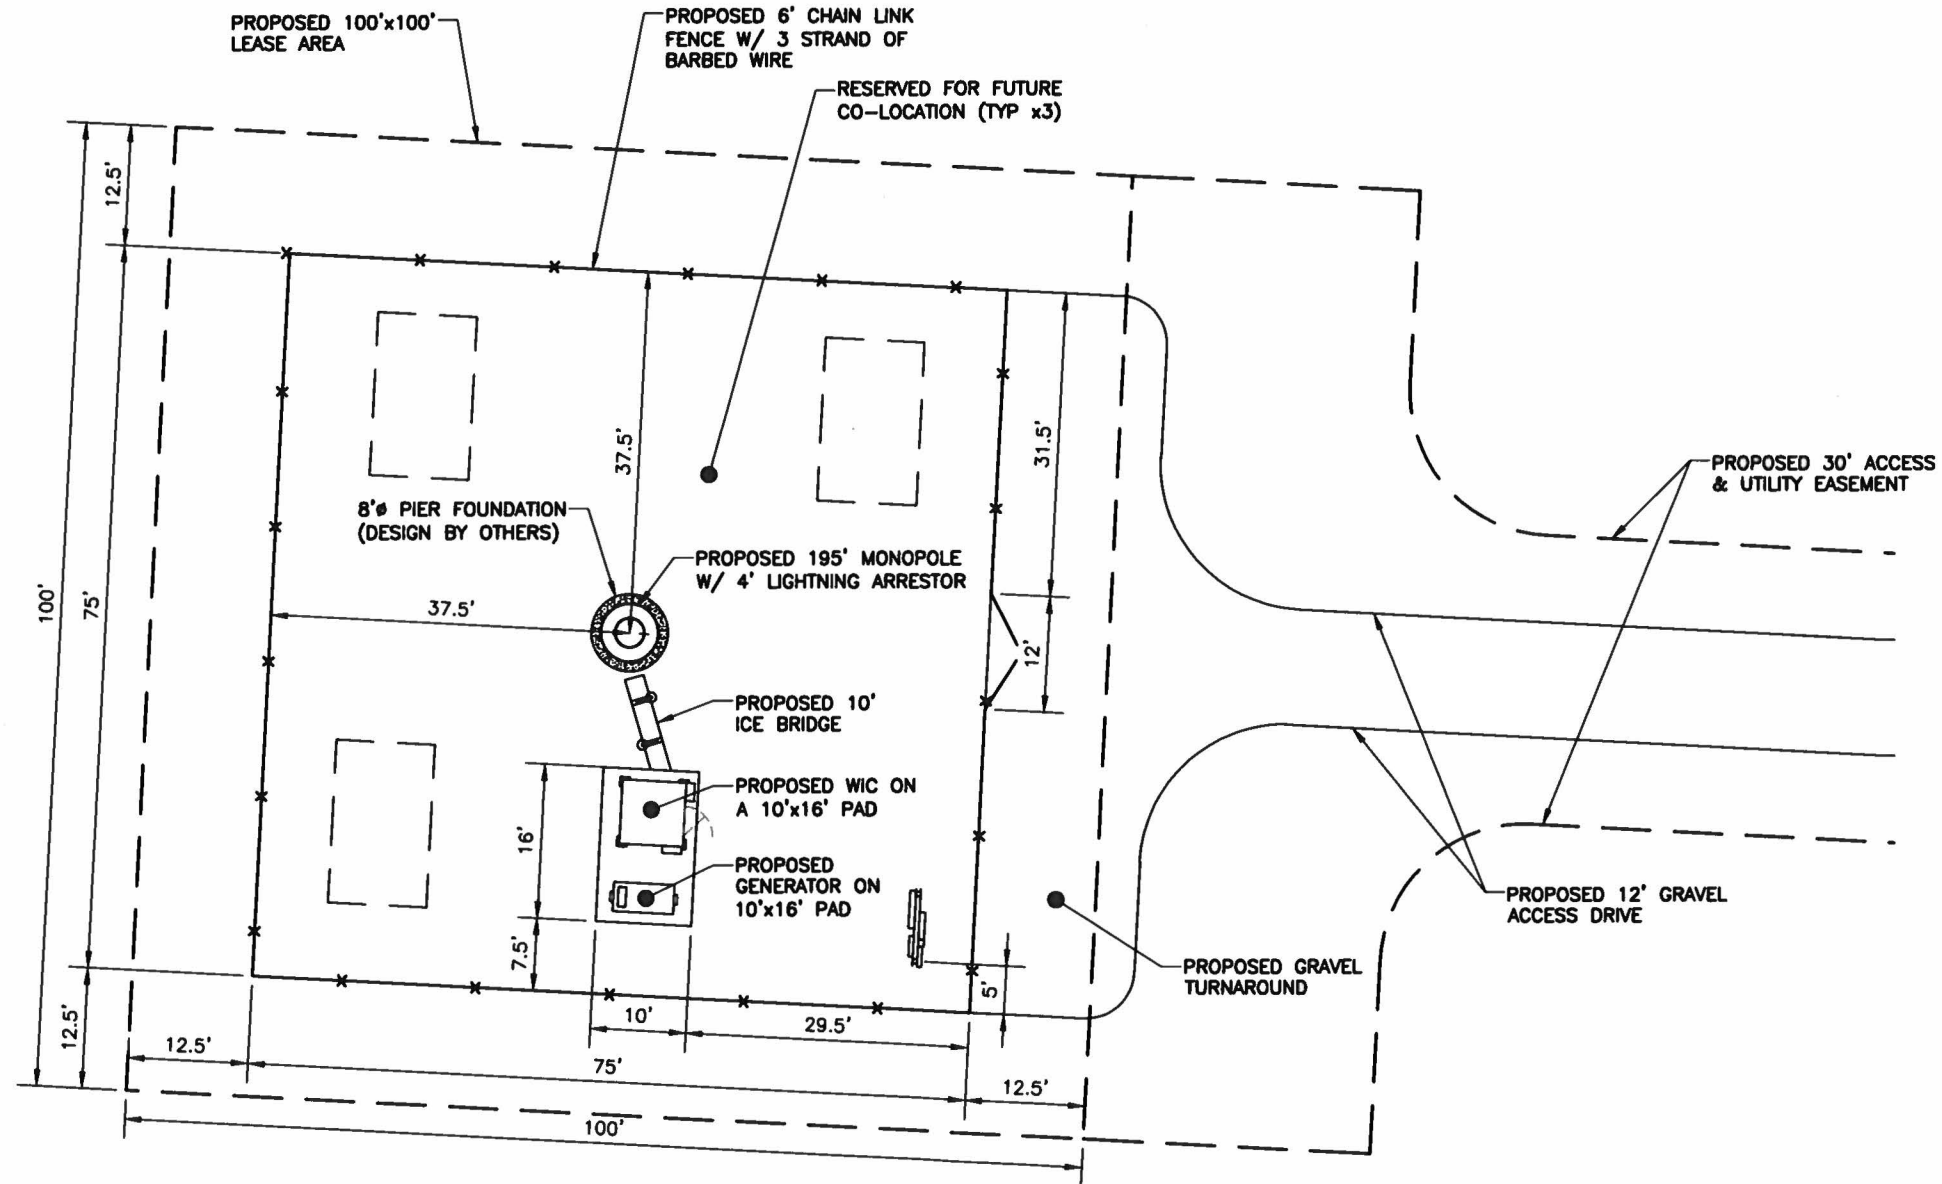 PROPOSED 100'x100'
LEASE AREA
PROPOSED 6' CHAIN LINK
FENCE W/ 3 STRAND OF
BARBED WIRE
RESERVED FOR FUTURE
CO-LOCATION (TYP x3)
12.5'
100'
75'
37.5'
31.5'
PROPOSED 30' ACCESS
& UTILITY EASEMENT
8'ø PIER FOUNDATION
(DESIGN BY OTHERS)
PROPOSED 195' MONOPOLE
W/ 4' LIGHTNING ARRESTOR
37.5'
12'
PROPOSED 10'
ICE BRIDGE
PROPOSED WIC ON
A 10'x16' PAD
16'
PROPOSED
GENERATOR ON
10'x16' PAD
PROPOSED 12' GRAVEL
ACCESS DRIVE
7.5'
PROPOSED GRAVEL
TURNAROUND
5'
12.5'
10'
29.5'
12.5'
75'
12.5'
100'